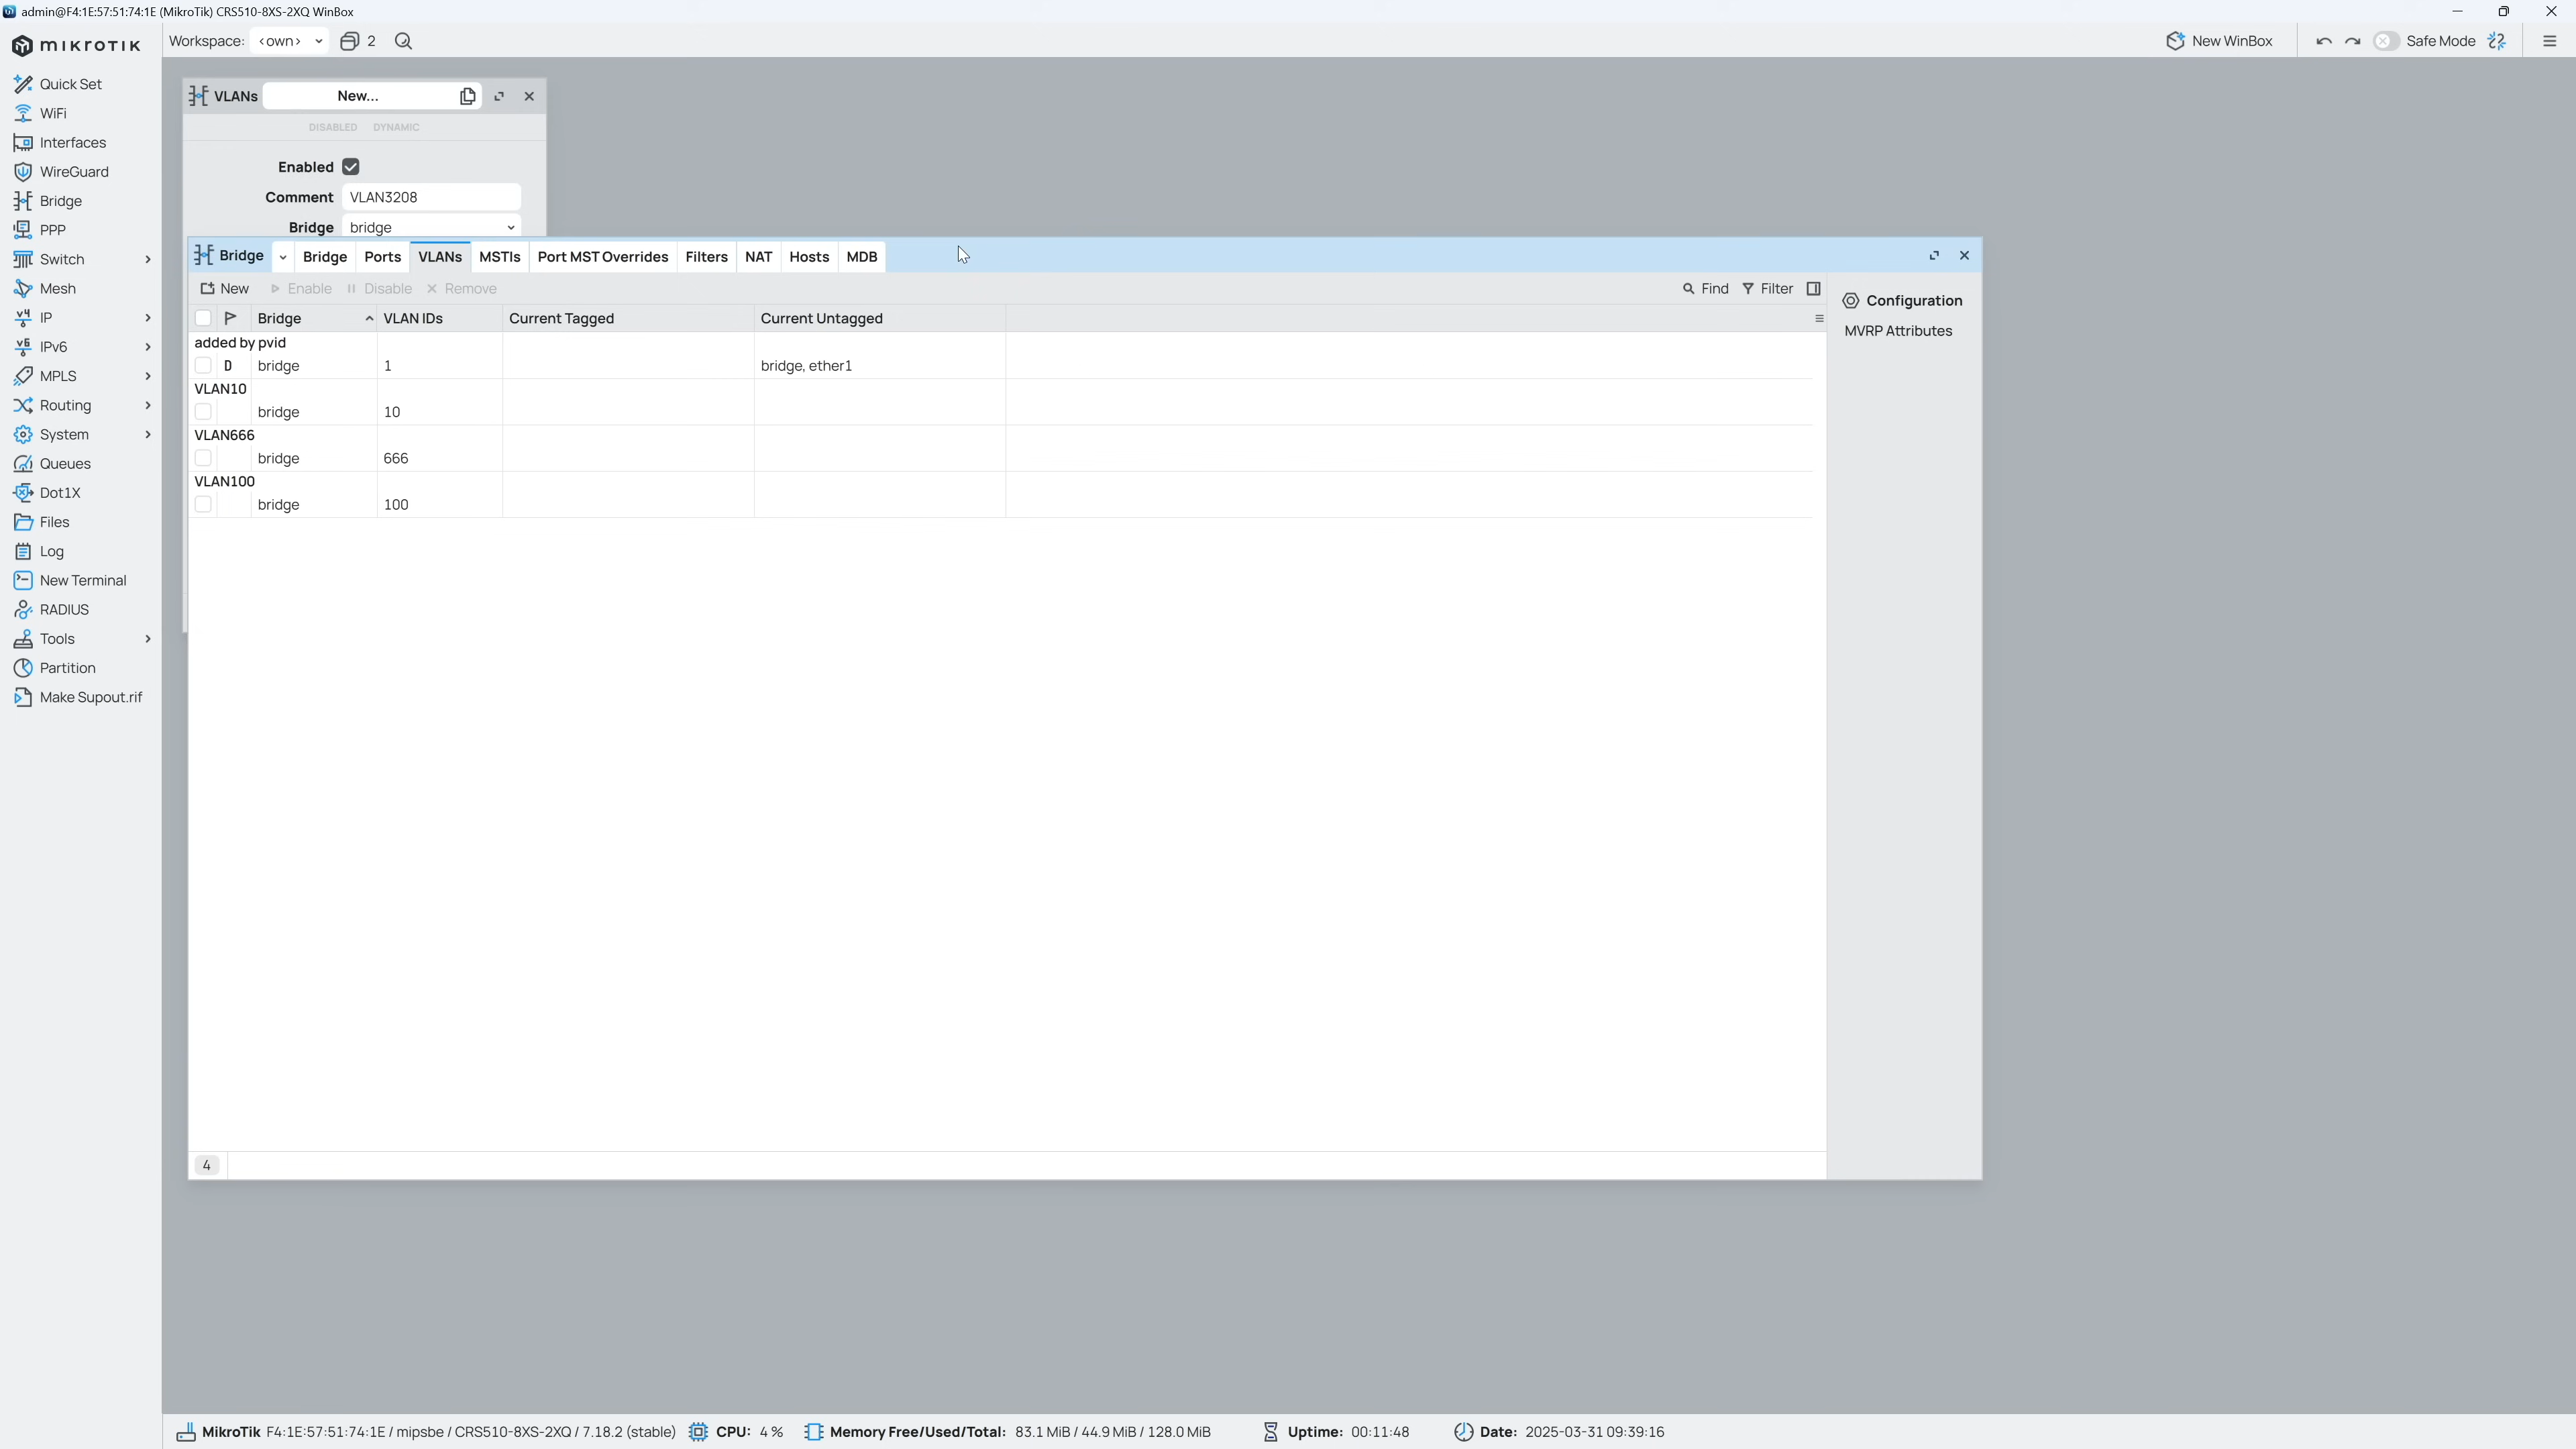 admin@F4:1E:57:51:74:1E (MikroTik) CRS510-8XS-2XQ WinBox
MIKROTIK
Workspace: <own> 2
New WinBox
Safe Mode
Quick Set
WiFi
Interfaces
WireGuard
Bridge
PPP
Switch
Mesh
IP
IPv6
MPLS
Routing
System
Queues
Dot1X
Files
Log
New Terminal
RADIUS
Tools
Partition
Make Supout.rif
VLANs New...
DISABLED DYNAMIC
Enabled
Comment VLAN3208
Bridge bridge
Bridge Bridge Ports VLANs MSTIs Port MST Overrides Filters NAT Hosts MDB
New Enable Disable Remove Find Filter
Bridge VLAN IDs Current Tagged Current Untagged
added by pvid
D bridge 1 bridge, ether1
VLAN10
bridge 10
VLAN666
bridge 666
VLAN100
bridge 100
4
Configuration
MVRP Attributes
MikroTik F4:1E:57:51:74:1E / mipsbe / CRS510-8XS-2XQ / 7.18.2 (stable) CPU: 4 % Memory Free/Used/Total: 83.1 MiB / 44.9 MiB / 128.0 MiB Uptime: 00:11:48 Date: 2025-03-31 09:39:16